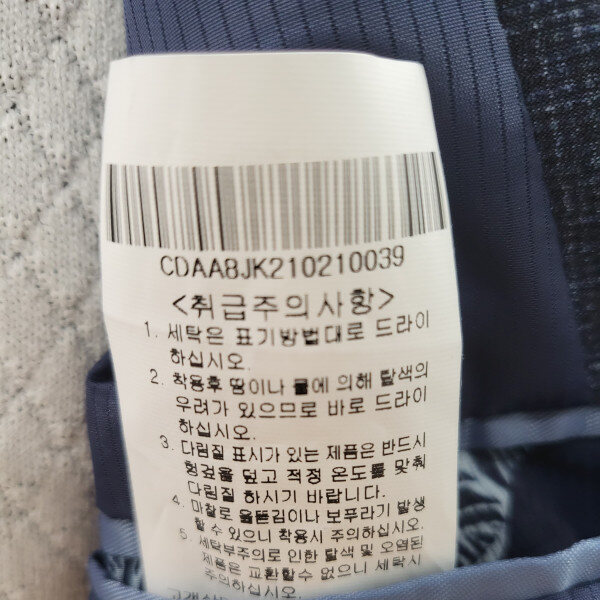 CDAA8JK210210039
<취급주의사항>
1. 세탁은 표기방법대로 드라이
하십시오.
2. 착용후 땀이나 물에 의해 탈색의
우려가 있으므로 바로 드라이
하십시오.
3. 다림질 표시가 있는 제품은 반드시
헝겊을 덮고 적정 온도를 맞춰
다림질 하시기 바랍니다.
4. 마찰로 올뜯김이나 보푸라기 발생
할 수 있으니 착용시 주의하십시오.
5. 세탁부주의로 인한 탈색 및 오염된
제품은 교환할수 없으니 세탁시
주의하십시오.